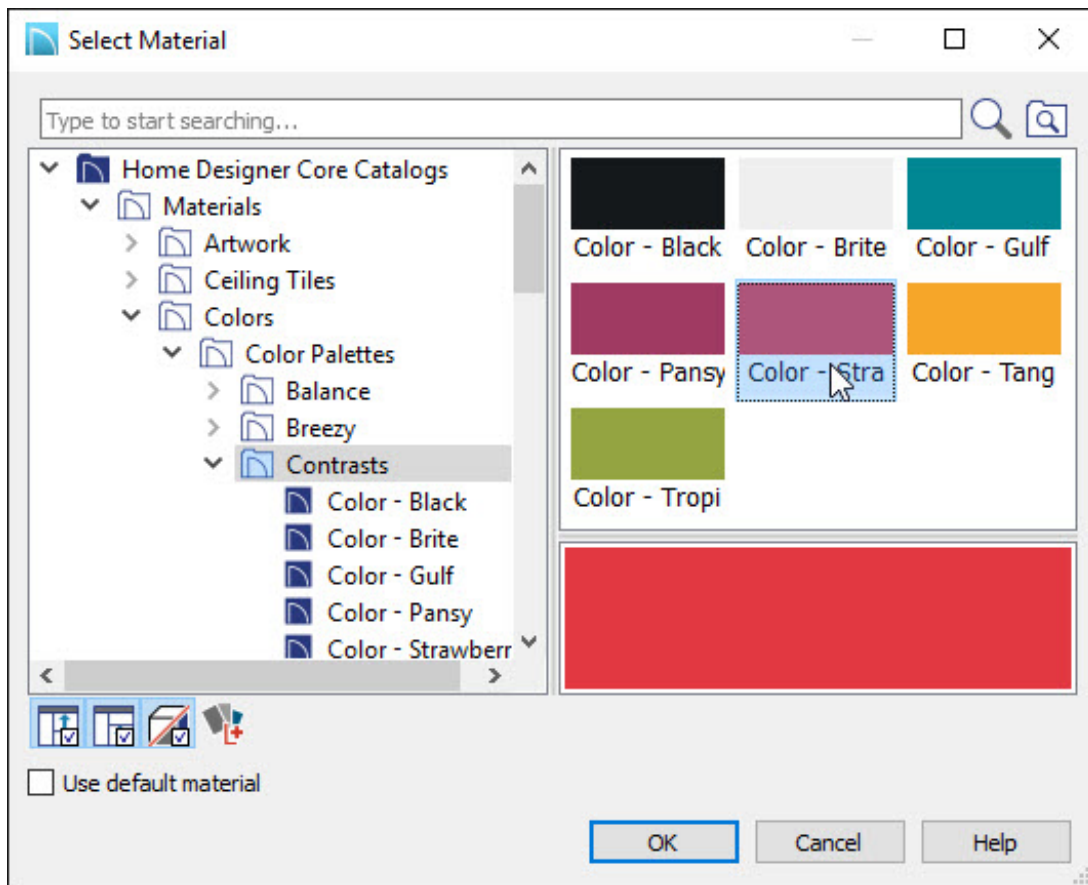 Select Material
Type to start searching...
Home Designer Core Catalogs
Materials
Artwork
Ceiling Tiles
Colors
Color Palettes
Balance
Breezy
Contrasts
Color - Black
Color - Brite
Color - Gulf
Color - Pansy
Color - Strawberr
Color - Black
Color - Brite
Color - Gulf
Color - Pansy
Color - Stra
Color - Tang
Color - Tropi
Use default material
OK
Cancel
Help